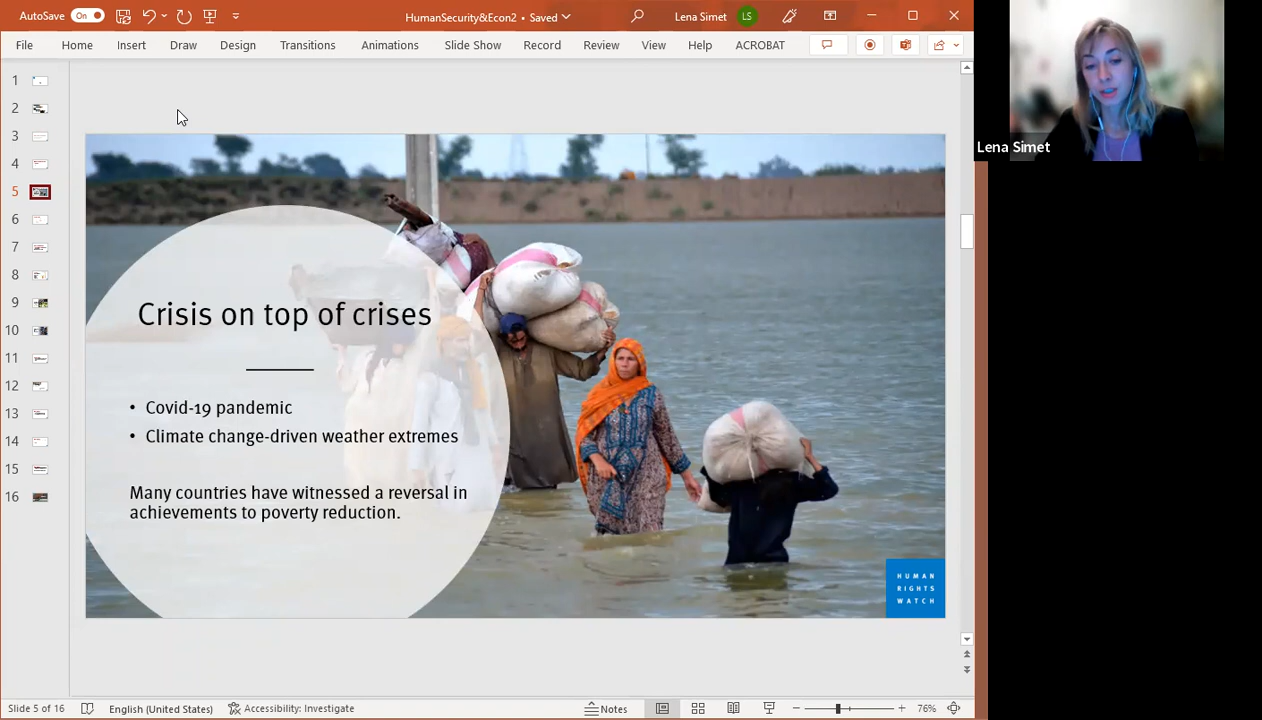 AutoSave On HumanSecurity&Econ2 • Saved Lena Simet LS
File Home Insert Draw Design Transitions Animations Slide Show Record Review View Help ACROBAT
1
2
3
4
5
6
7
8
9
10
11
12
13
14
15
16
Crisis on top of crises
• Covid-19 pandemic
• Climate change-driven weather extremes
Many countries have witnessed a reversal in
achievements to poverty reduction.
HUMAN
RIGHTS
WATCH
Slide 5 of 16 English (United States) Accessibility: Investigate Notes 76%
Lena Simet